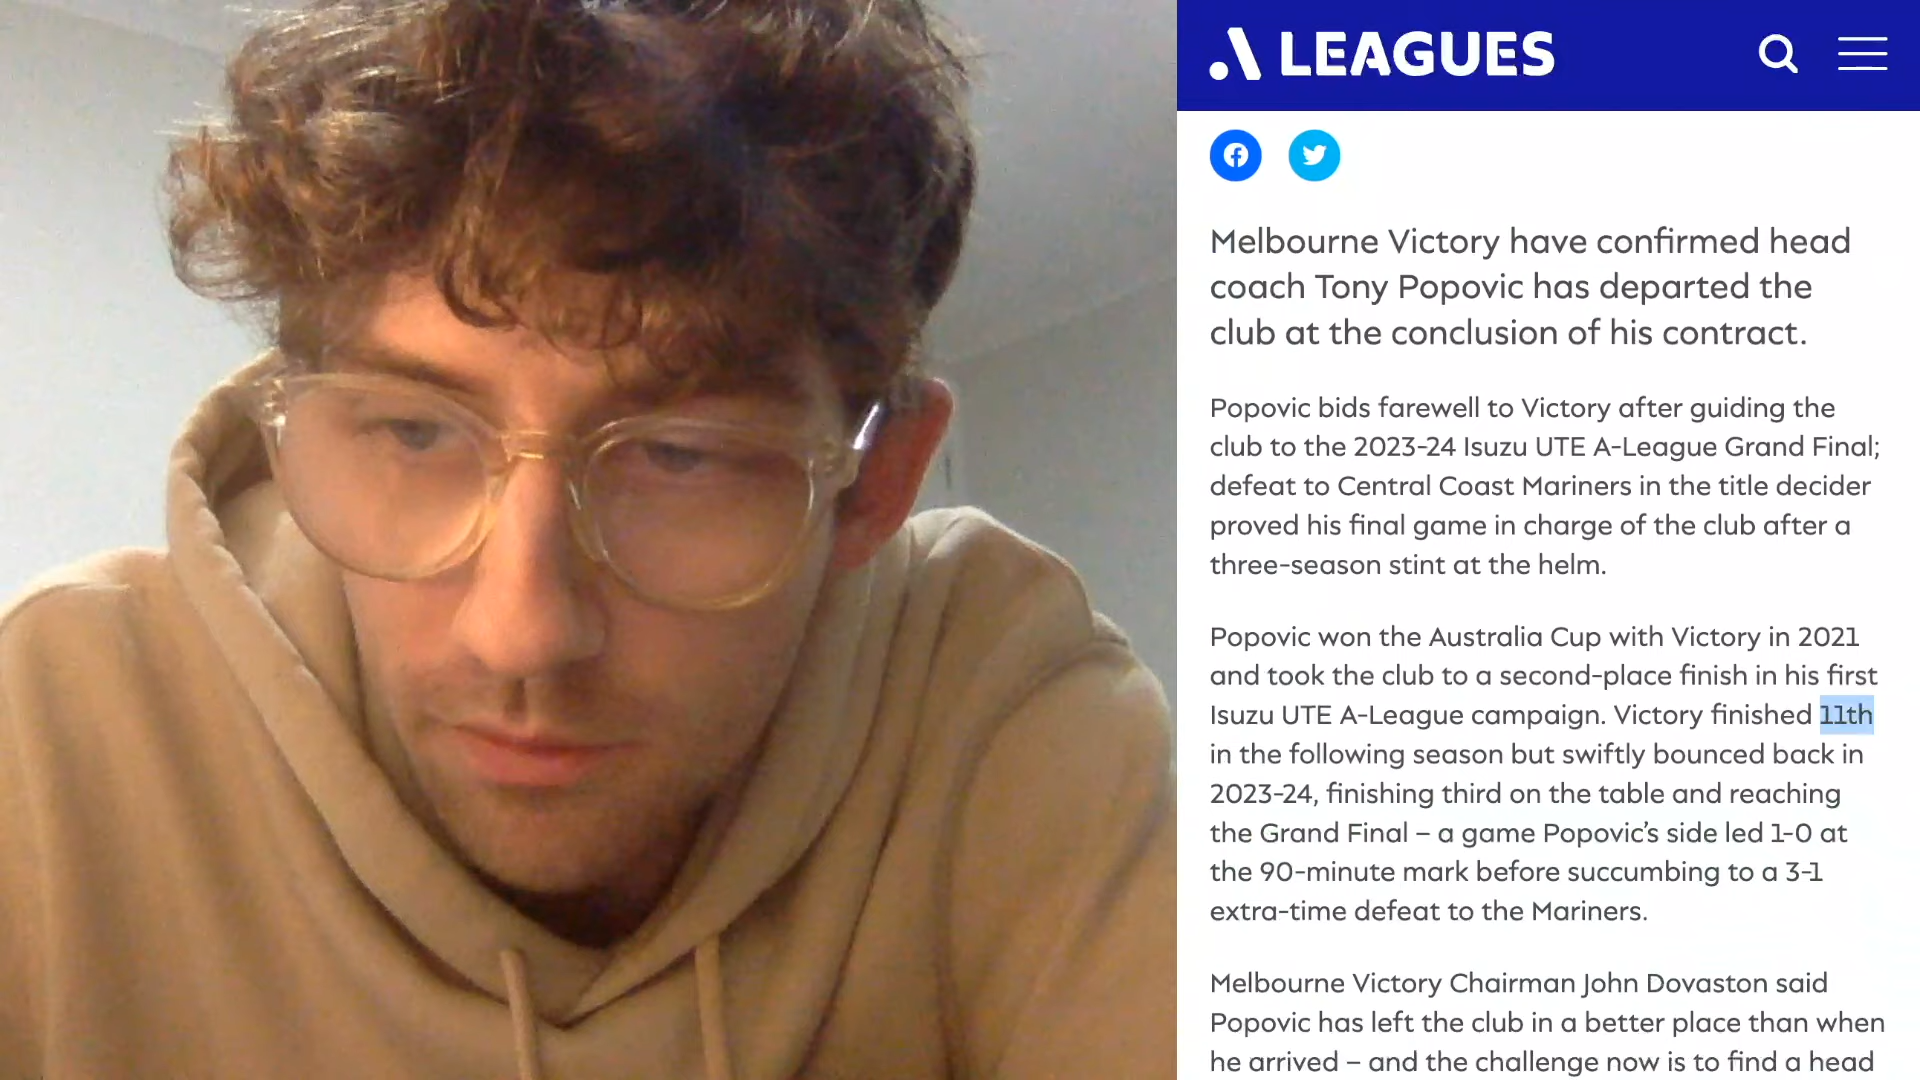 A LEAGUES
Melbourne Victory have confirmed head
coach Tony Popovic has departed the
club at the conclusion of his contract.
Popovic bids farewell to Victory after guiding the
club to the 2023-24 Isuzu UTE A-League Grand Final;
defeat to Central Coast Mariners in the title decider
proved his final game in charge of the club after a
three-season stint at the helm.
Popovic won the Australia Cup with Victory in 2021
and took the club to a second-place finish in his first
Isuzu UTE A-League campaign. Victory finished 11th
in the following season but swiftly bounced back in
2023-24, finishing third on the table and reaching
the Grand Final – a game Popovic’s side led 1-0 at
the 90-minute mark before succumbing to a 3-1
extra-time defeat to the Mariners.
Melbourne Victory Chairman John Dovaston said
Popovic has left the club in a better place than when
he arrived – and the challenge now is to find a head